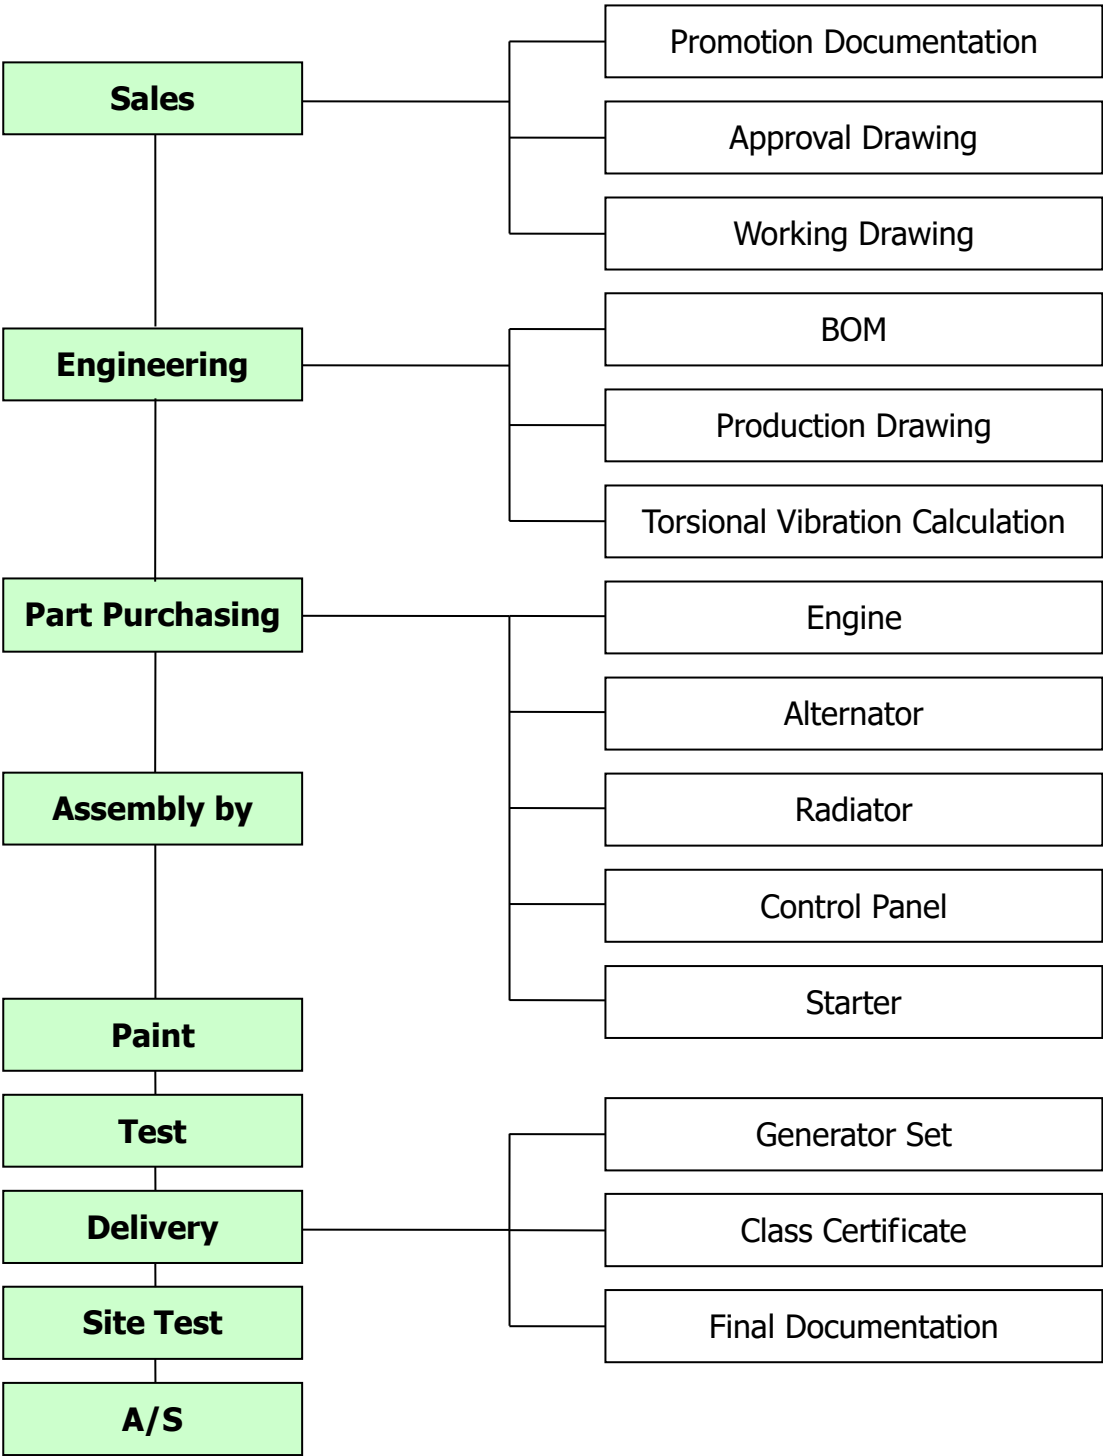 Sales
Promotion Documentation
Approval Drawing
Working Drawing
Engineering
BOM
Production Drawing
Torsional Vibration Calculation
Part Purchasing
Engine
Alternator
Radiator
Control Panel
Starter
Assembly by
Paint
Test
Delivery
Generator Set
Class Certificate
Final Documentation
Site Test
A/S